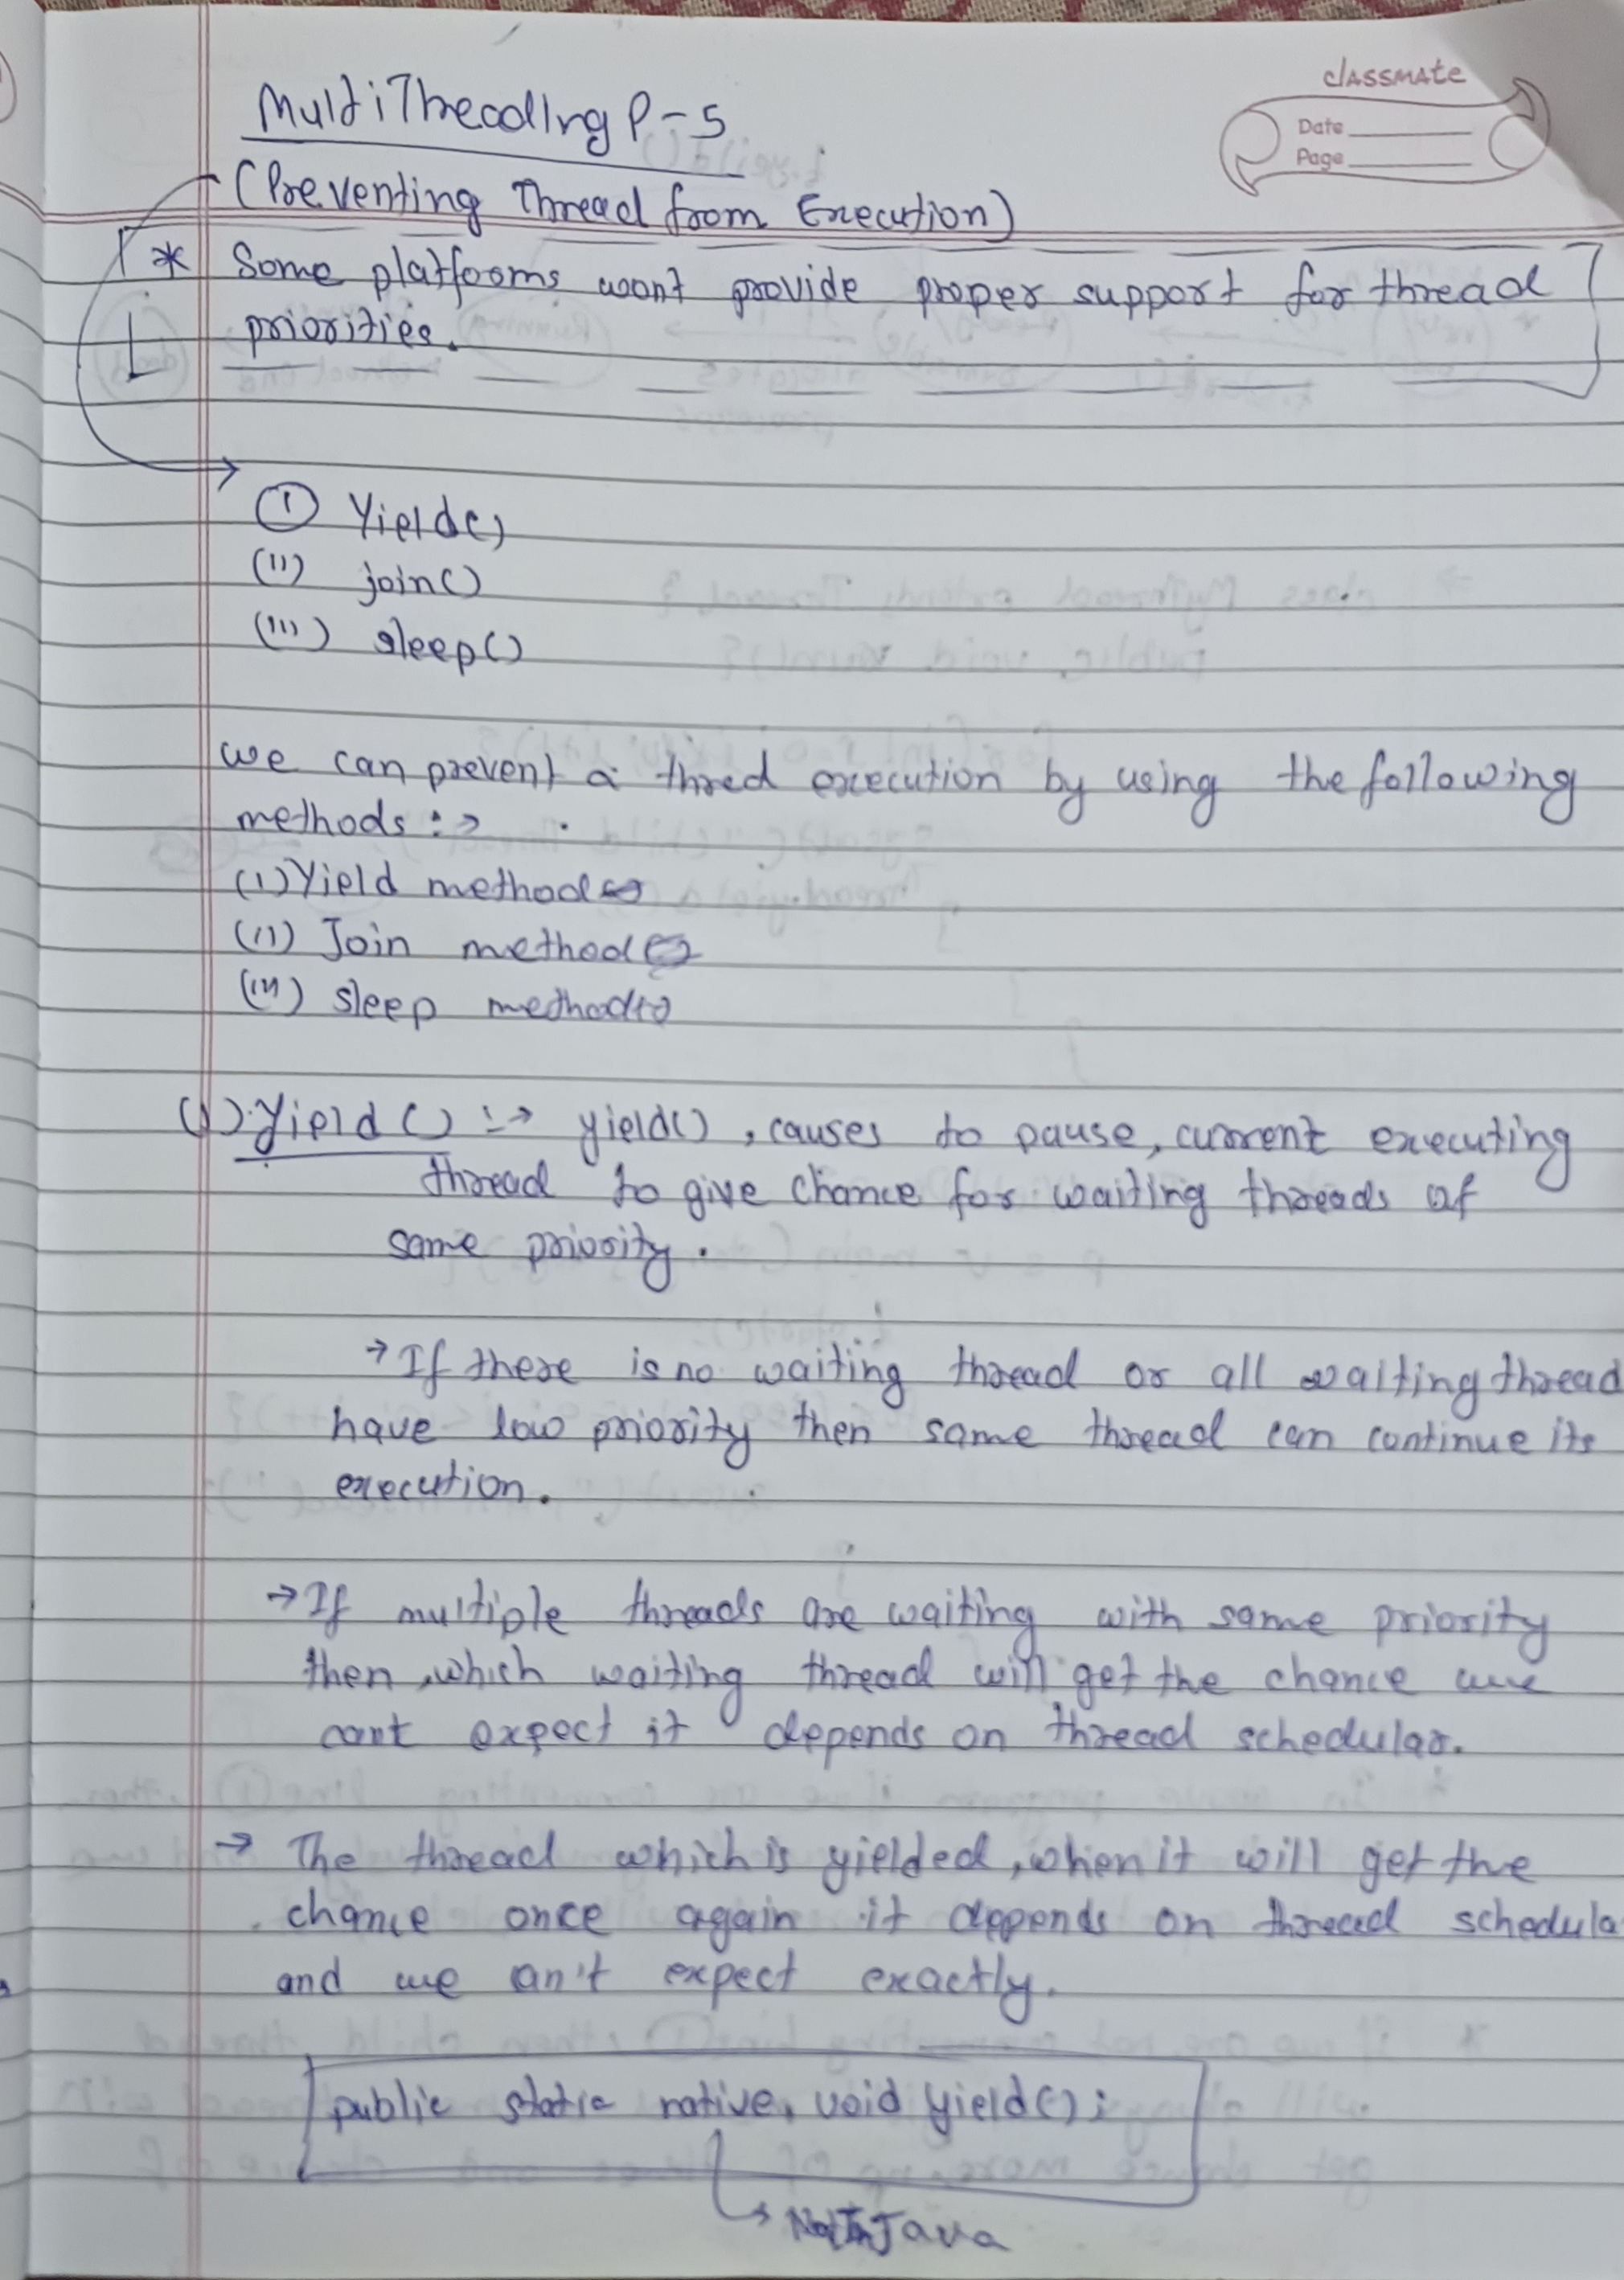 classmate
Date
Page
MultiThreading P-5
(Preventing Thread from Execution)
* Some platforms wont provide proper support for thread
priorities.
(i) Yield()
(ii) join()
(iii) sleep()
we can prevent a thred execution by using the following
methods :->
(i) Yield method
(ii) Join method
(iii) sleep method
(i) Yield () :-> yield() , causes to pause, current executing
thread to give chance for waiting threads of
same priority.
-> If there is no waiting thread or all waiting thread
have low priority then same thread can continue its
execution.
-> If multiple threads are waiting with same priority
then, which waiting thread will get the chance we
cant expect it depends on thread schedular.
-> The thread which is yielded, when it will get the
chance once again it depends on thread schedula
and we can't expect exactly.
public static native void yield();
-> Not In Java